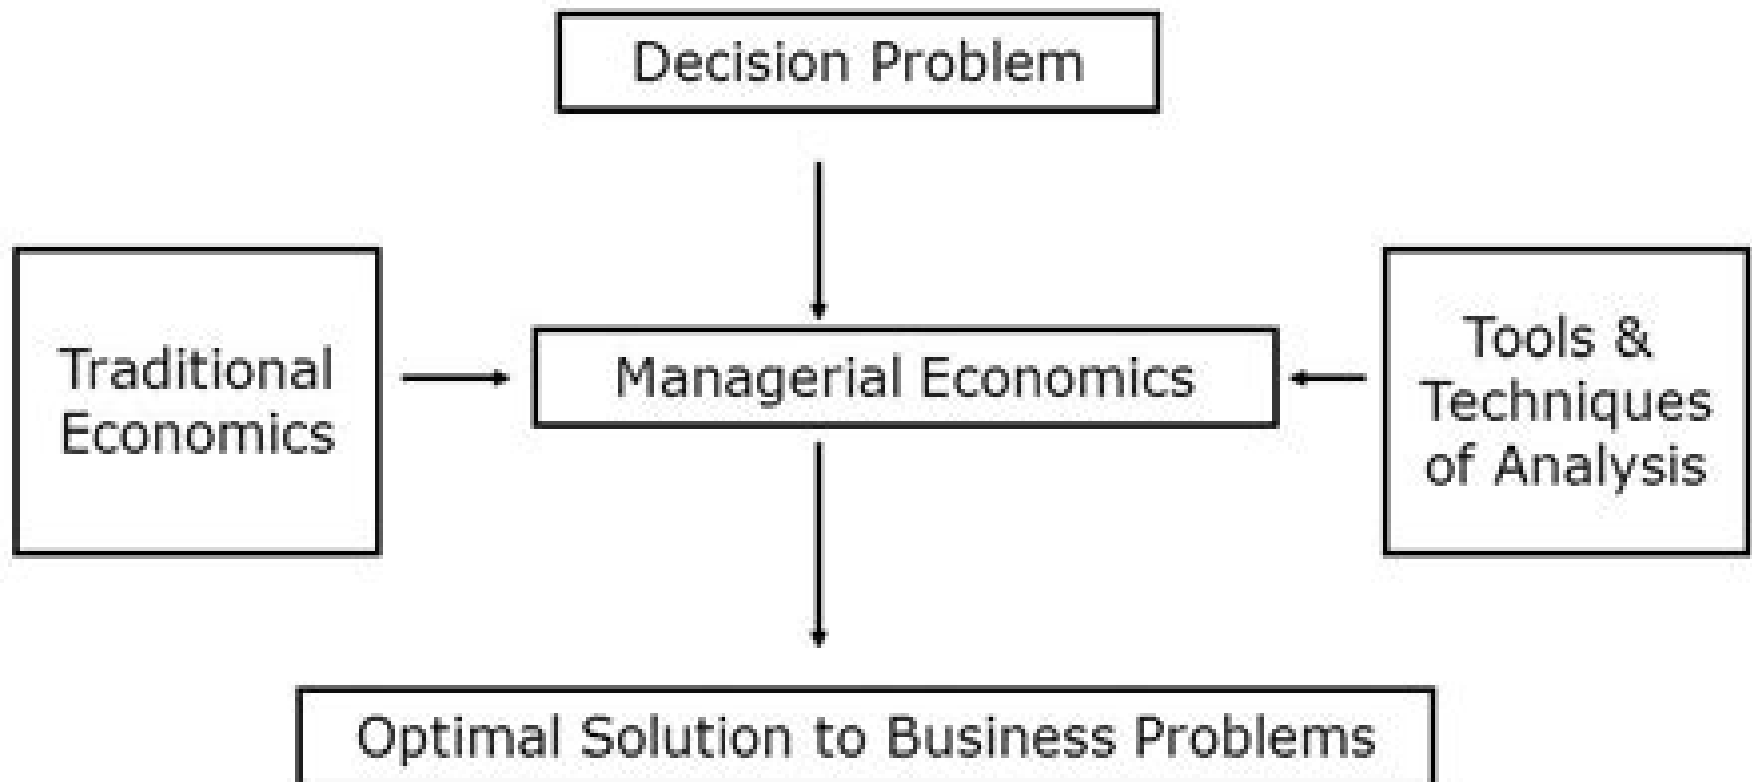 Decision Problem
Traditional
Economics
Managerial Economics
Tools &
Techniques
of Analysis
Optimal Solution to Business Problems